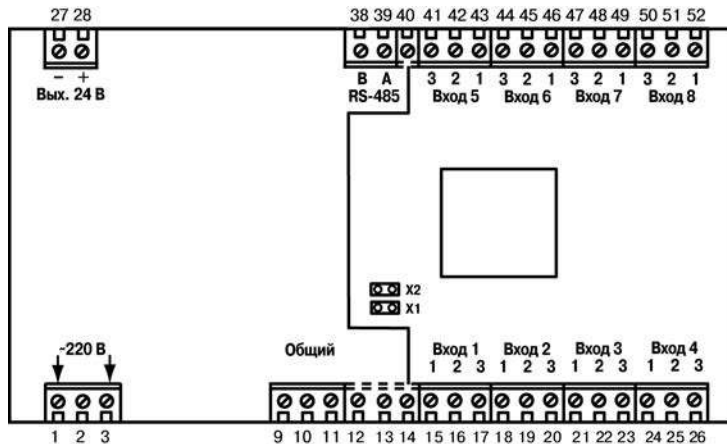 27 28 38 39 40 41 42 43 44 45 46 47 48 49 50 51 52
− + B A 3 2 1 3 2 1 3 2 1 3 2 1
Вых. 24 В RS-485 Вход 5 Вход 6 Вход 7 Вход 8
X2
X1
~220 В Общий Вход 1 Вход 2 Вход 3 Вход 4
1 2 3 1 2 3 1 2 3 1 2 3
1 2 3 9 10 11 12 13 14 15 16 17 18 19 20 21 22 23 24 25 26